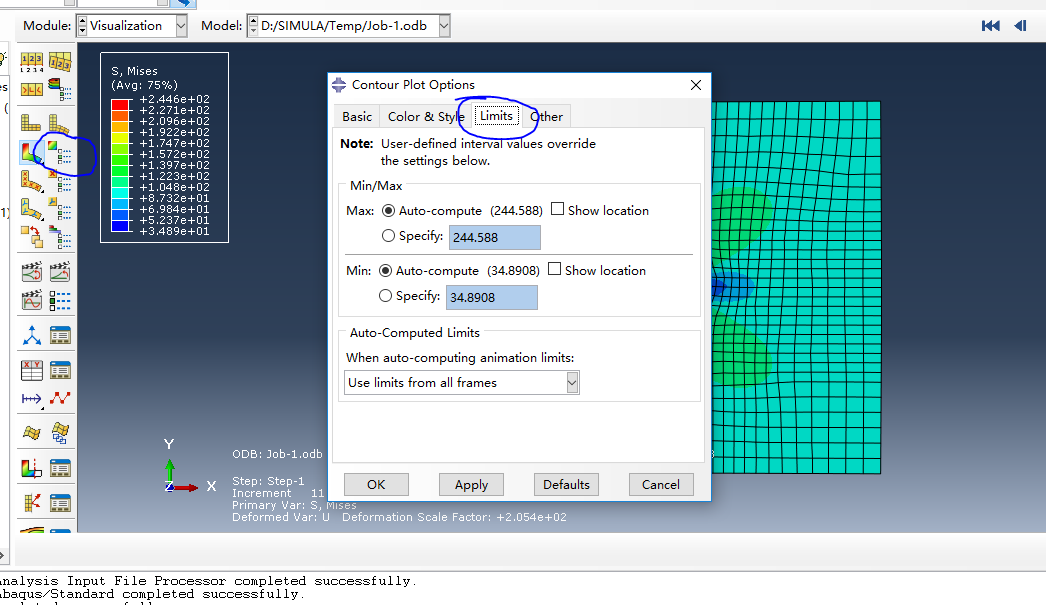 Module: Visualization Model: D:/SIMULA/Temp/Job-1.odb
S, Mises
(Avg: 75%)
+2.446e+02
+2.271e+02
+2.096e+02
+1.922e+02
+1.747e+02
+1.572e+02
+1.397e+02
+1.223e+02
+1.048e+02
+8.732e+01
+6.984e+01
+5.237e+01
+3.489e+01
Contour Plot Options
Basic Color & Style Limits Other
Note: User-defined interval values override
the settings below.
Min/Max
Max: Auto-compute (244.588) Show location
Specify: 244.588
Min: Auto-compute (34.8908) Show location
Specify: 34.8908
Auto-Computed Limits
When auto-computing animation limits:
Use limits from all frames
OK Apply Defaults Cancel
Y
X
Z
ODB: Job-1.odb
Step: Step-1
Increment 11
Primary Var: S, Mises
Deformed Var: U Deformation Scale Factor: +2.054e+02
Analysis Input File Processor completed successfully.
Abaqus/Standard completed successfully.